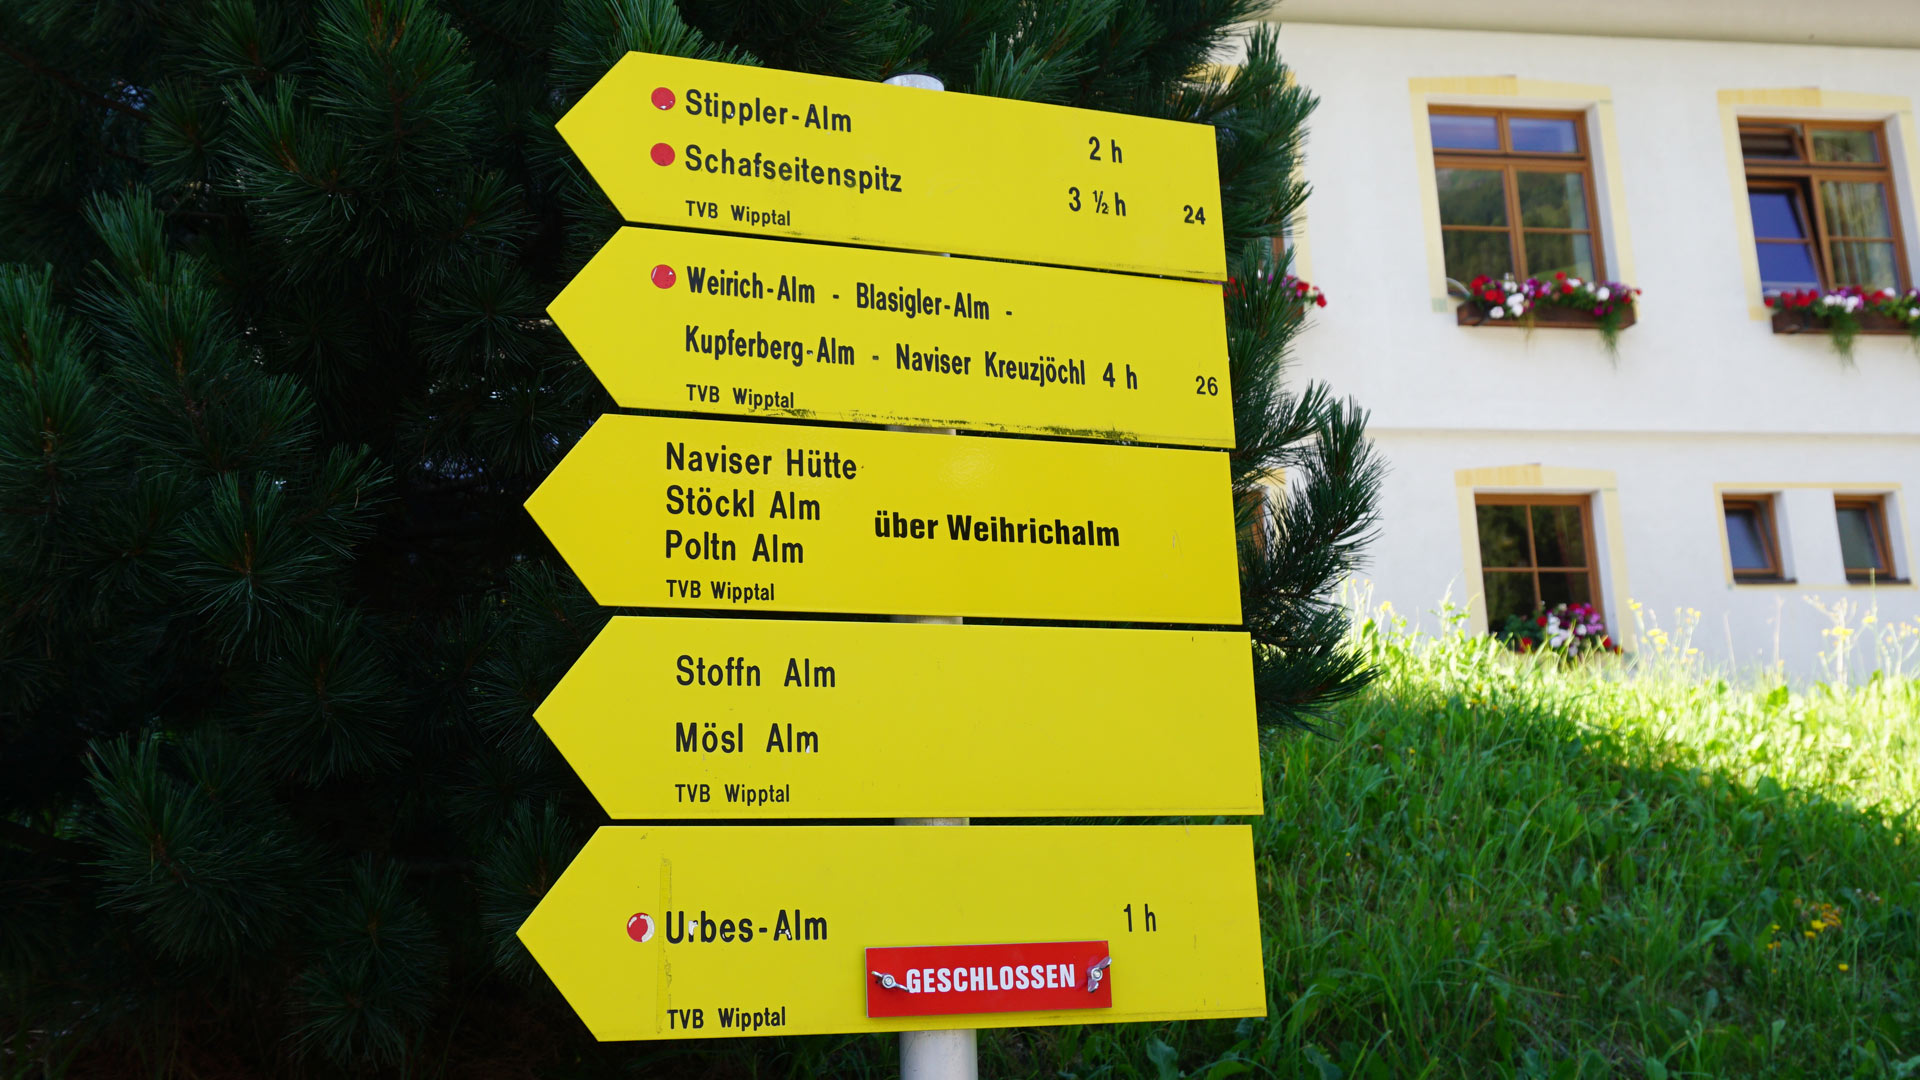 Stippler-Alm 2 h
Schafseitenspitz 3 ½ h 24
TVB Wipptal
Weirich-Alm - Blasigler-Alm -
Kupferberg-Alm - Naviser Kreuzjöchl 4 h 26
TVB Wipptal
Naviser Hütte
Stöckl Alm
über Weihrichalm
Poltn Alm
TVB Wipptal
Stoffn Alm
Mösl Alm
TVB Wipptal
Urbes-Alm 1 h
GESCHLOSSEN
TVB Wipptal